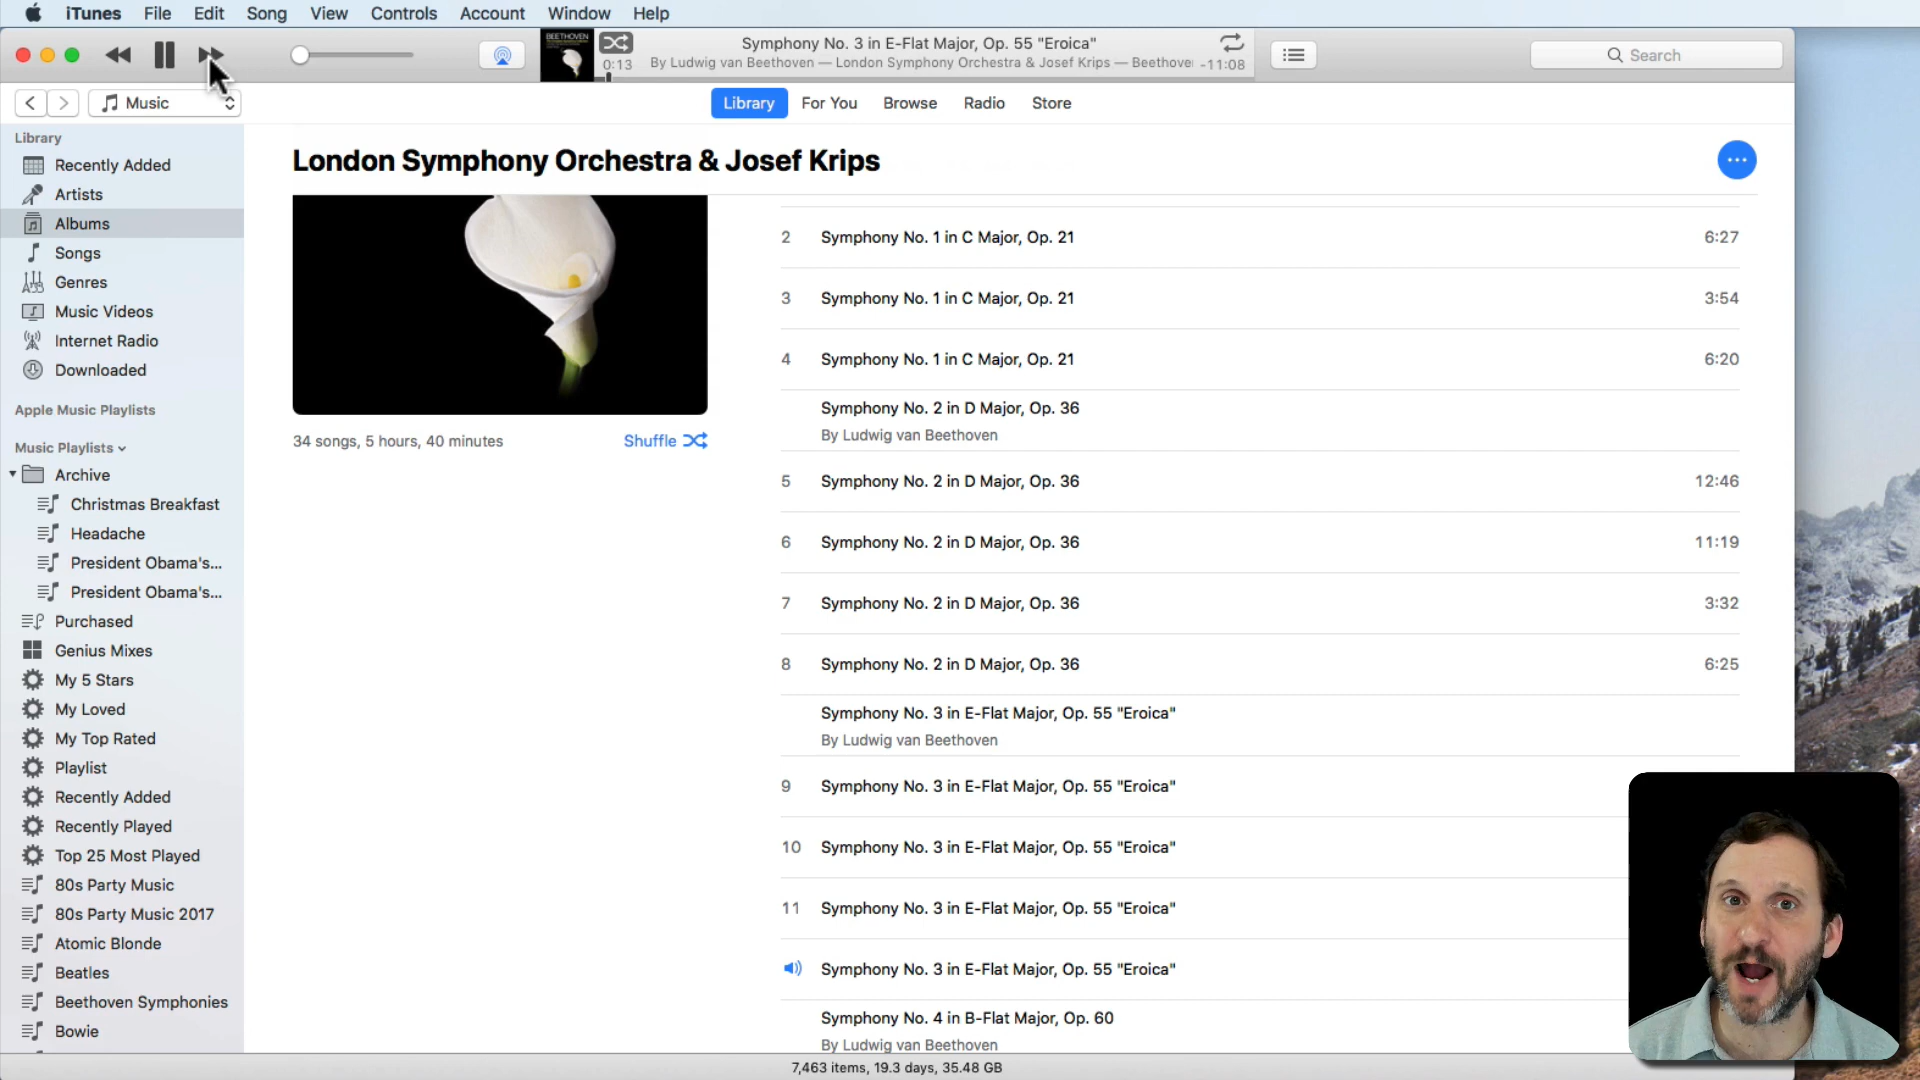 iTunes File Edit Song View Controls Account Window Help
BEETHOVEN
Symphony No. 3 in E-Flat Major, Op. 55 "Eroica"
0:13 By Ludwig van Beethoven — London Symphony Orchestra & Josef Krips — Beethove -11:08
Search
Music
Library For You Browse Radio Store
Library
Recently Added
Artists
Albums
Songs
Genres
Music Videos
Internet Radio
Downloaded
Apple Music Playlists
Music Playlists
Archive
Christmas Breakfast
Headache
President Obama's...
President Obama's...
Purchased
Genius Mixes
My 5 Stars
My Loved
My Top Rated
Playlist
Recently Added
Recently Played
Top 25 Most Played
80s Party Music
80s Party Music 2017
Atomic Blonde
Beatles
Beethoven Symphonies
Bowie
London Symphony Orchestra & Josef Krips
34 songs, 5 hours, 40 minutes Shuffle
2 Symphony No. 1 in C Major, Op. 21 6:27
3 Symphony No. 1 in C Major, Op. 21 3:54
4 Symphony No. 1 in C Major, Op. 21 6:20
Symphony No. 2 in D Major, Op. 36
By Ludwig van Beethoven
5 Symphony No. 2 in D Major, Op. 36 12:46
6 Symphony No. 2 in D Major, Op. 36 11:19
7 Symphony No. 2 in D Major, Op. 36 3:32
8 Symphony No. 2 in D Major, Op. 36 6:25
Symphony No. 3 in E-Flat Major, Op. 55 "Eroica"
By Ludwig van Beethoven
9 Symphony No. 3 in E-Flat Major, Op. 55 "Eroica"
10 Symphony No. 3 in E-Flat Major, Op. 55 "Eroica"
11 Symphony No. 3 in E-Flat Major, Op. 55 "Eroica"
Symphony No. 3 in E-Flat Major, Op. 55 "Eroica"
Symphony No. 4 in B-Flat Major, Op. 60
By Ludwig van Beethoven
7,463 items, 19.3 days, 35.48 GB